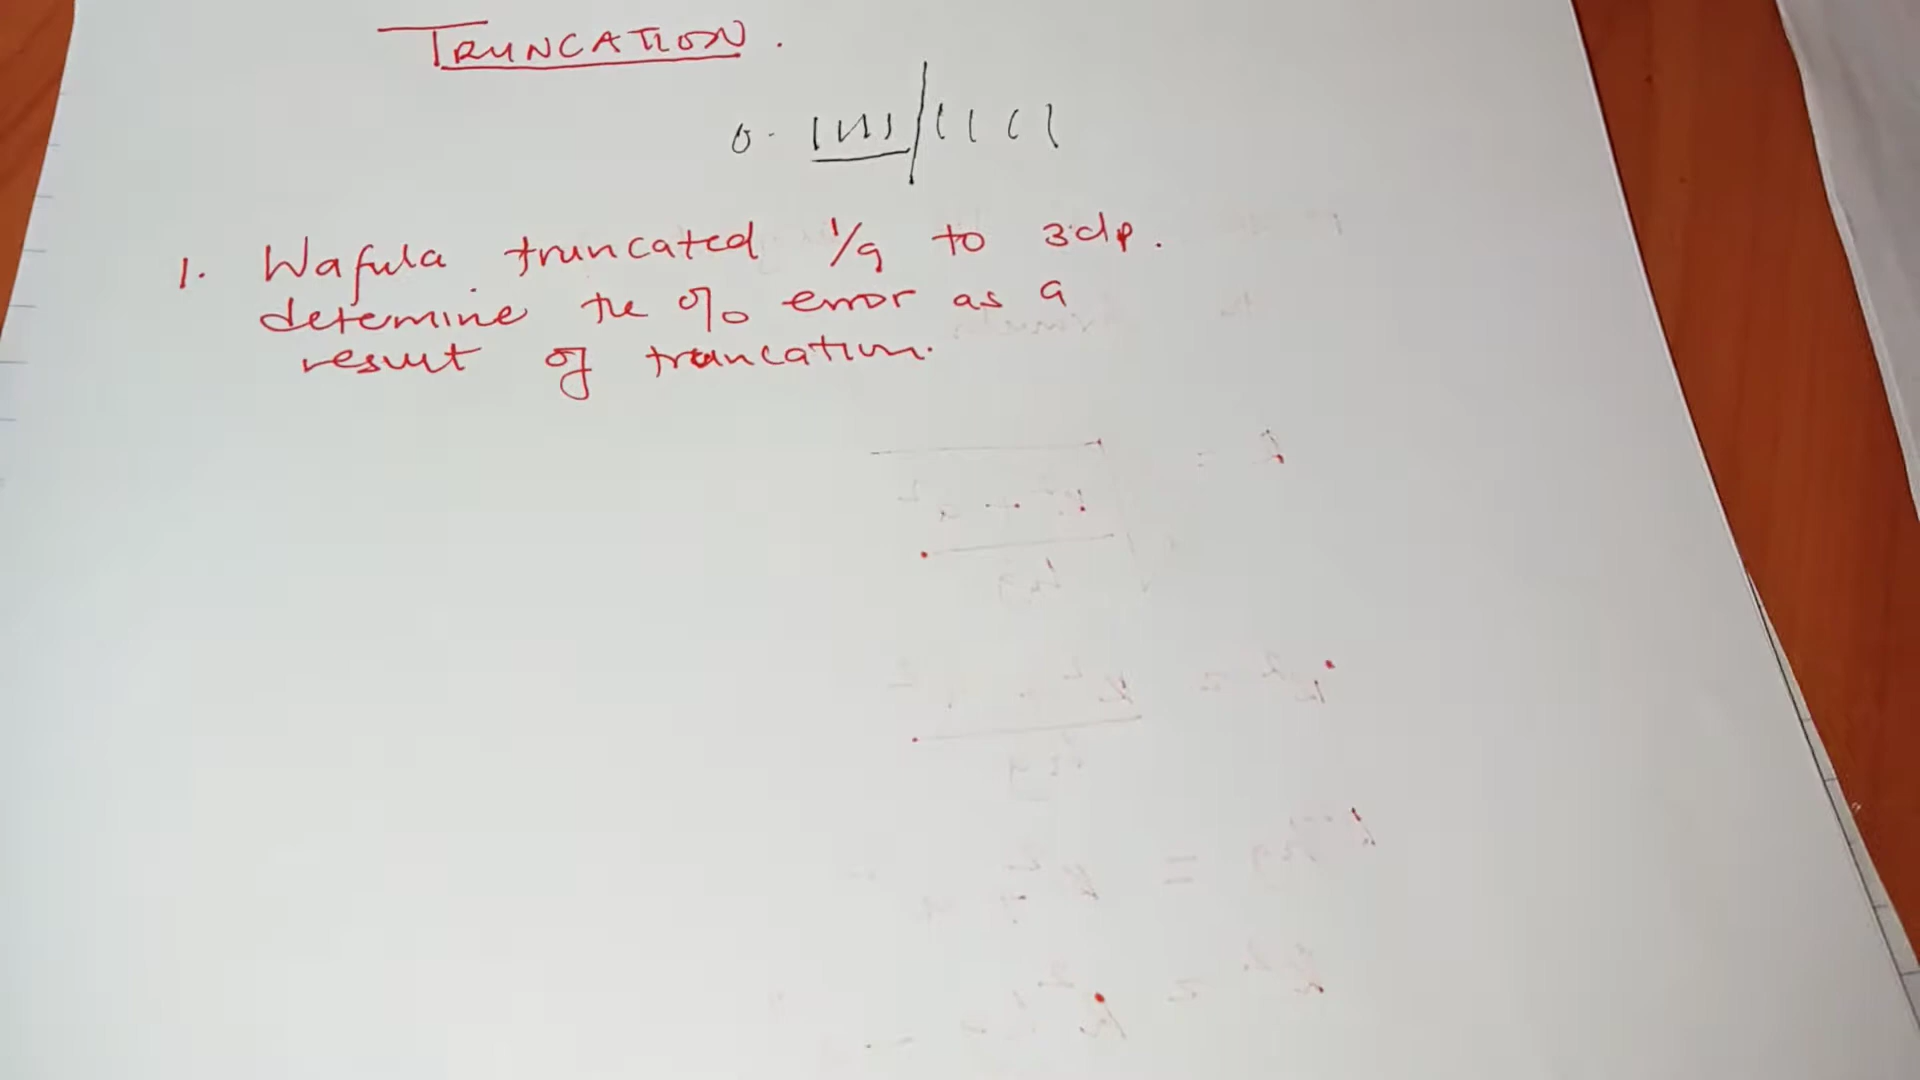 TRUNCATION.
0. 1111/1111
1. Wafula truncated 1/9 to 3dp.
determine the % error as a
result of truncation.